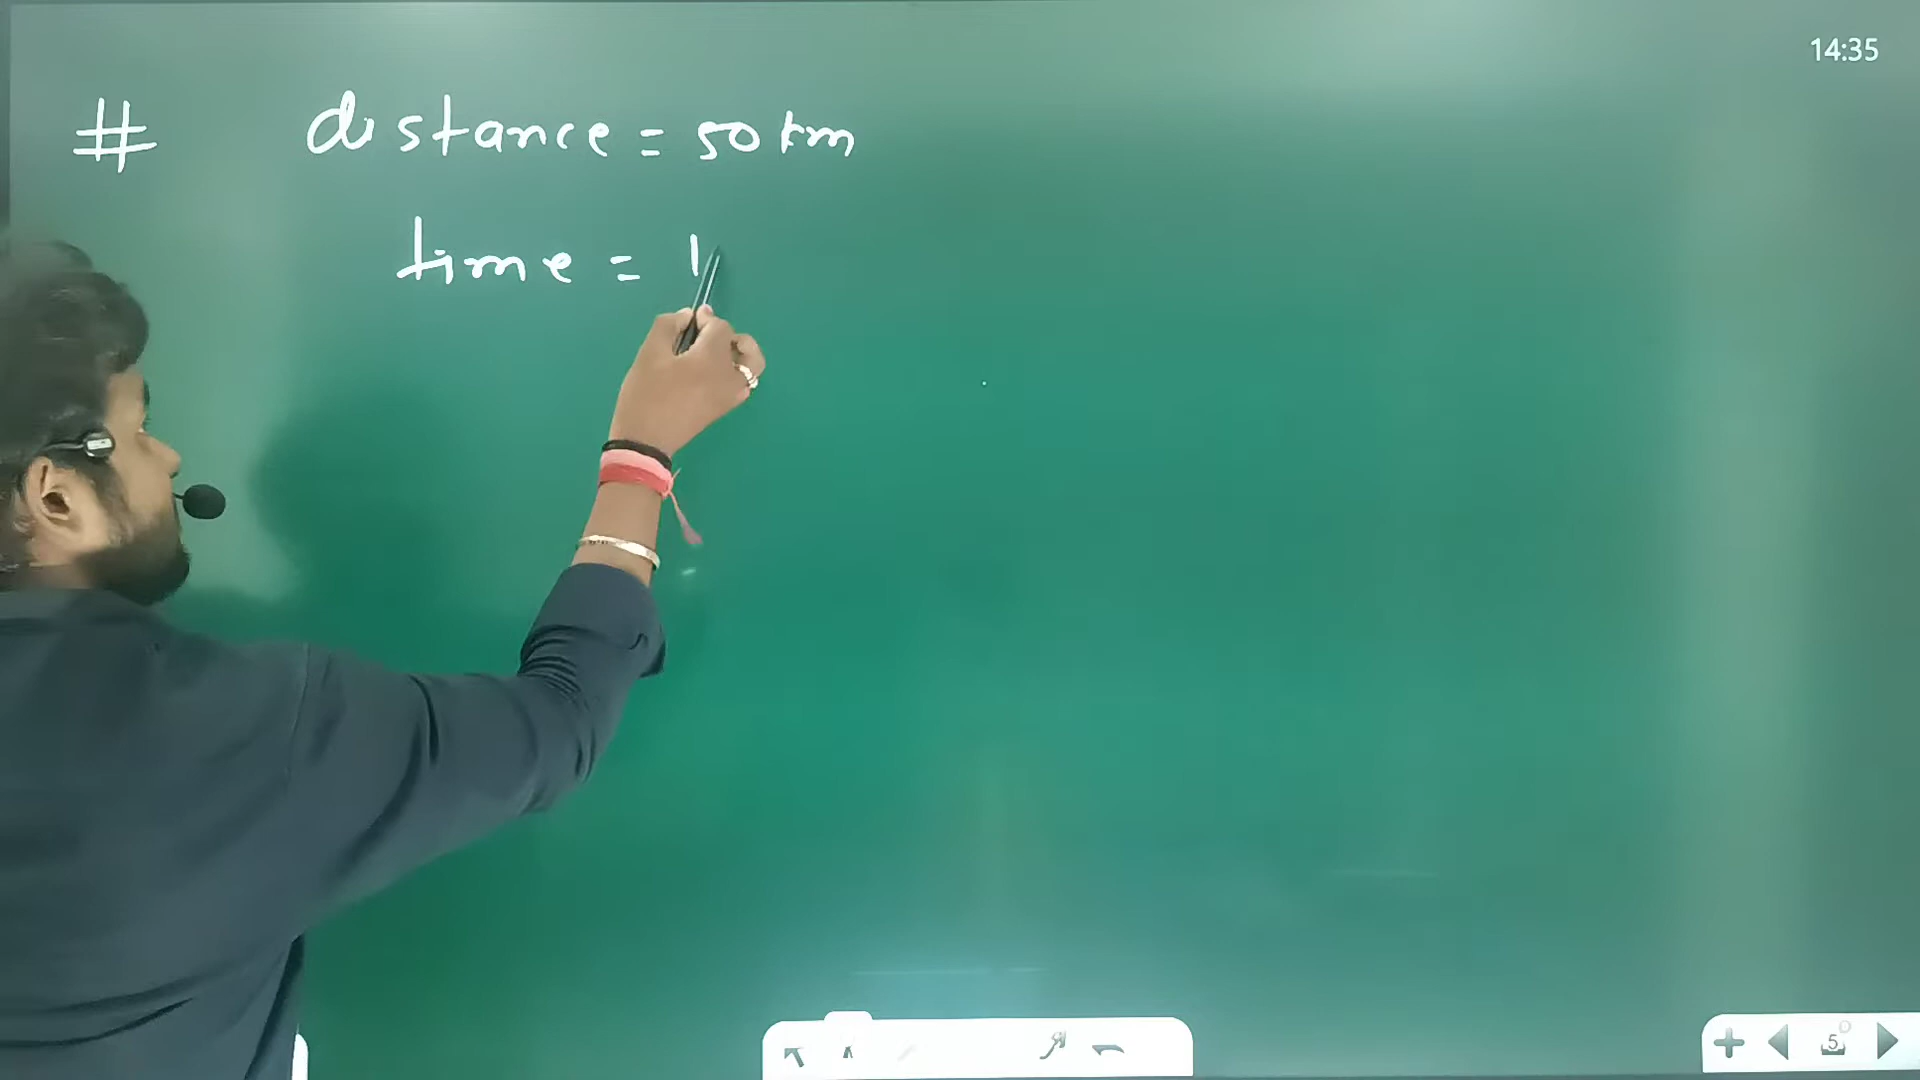 14:35
# distance = 50 km
time = 1
5